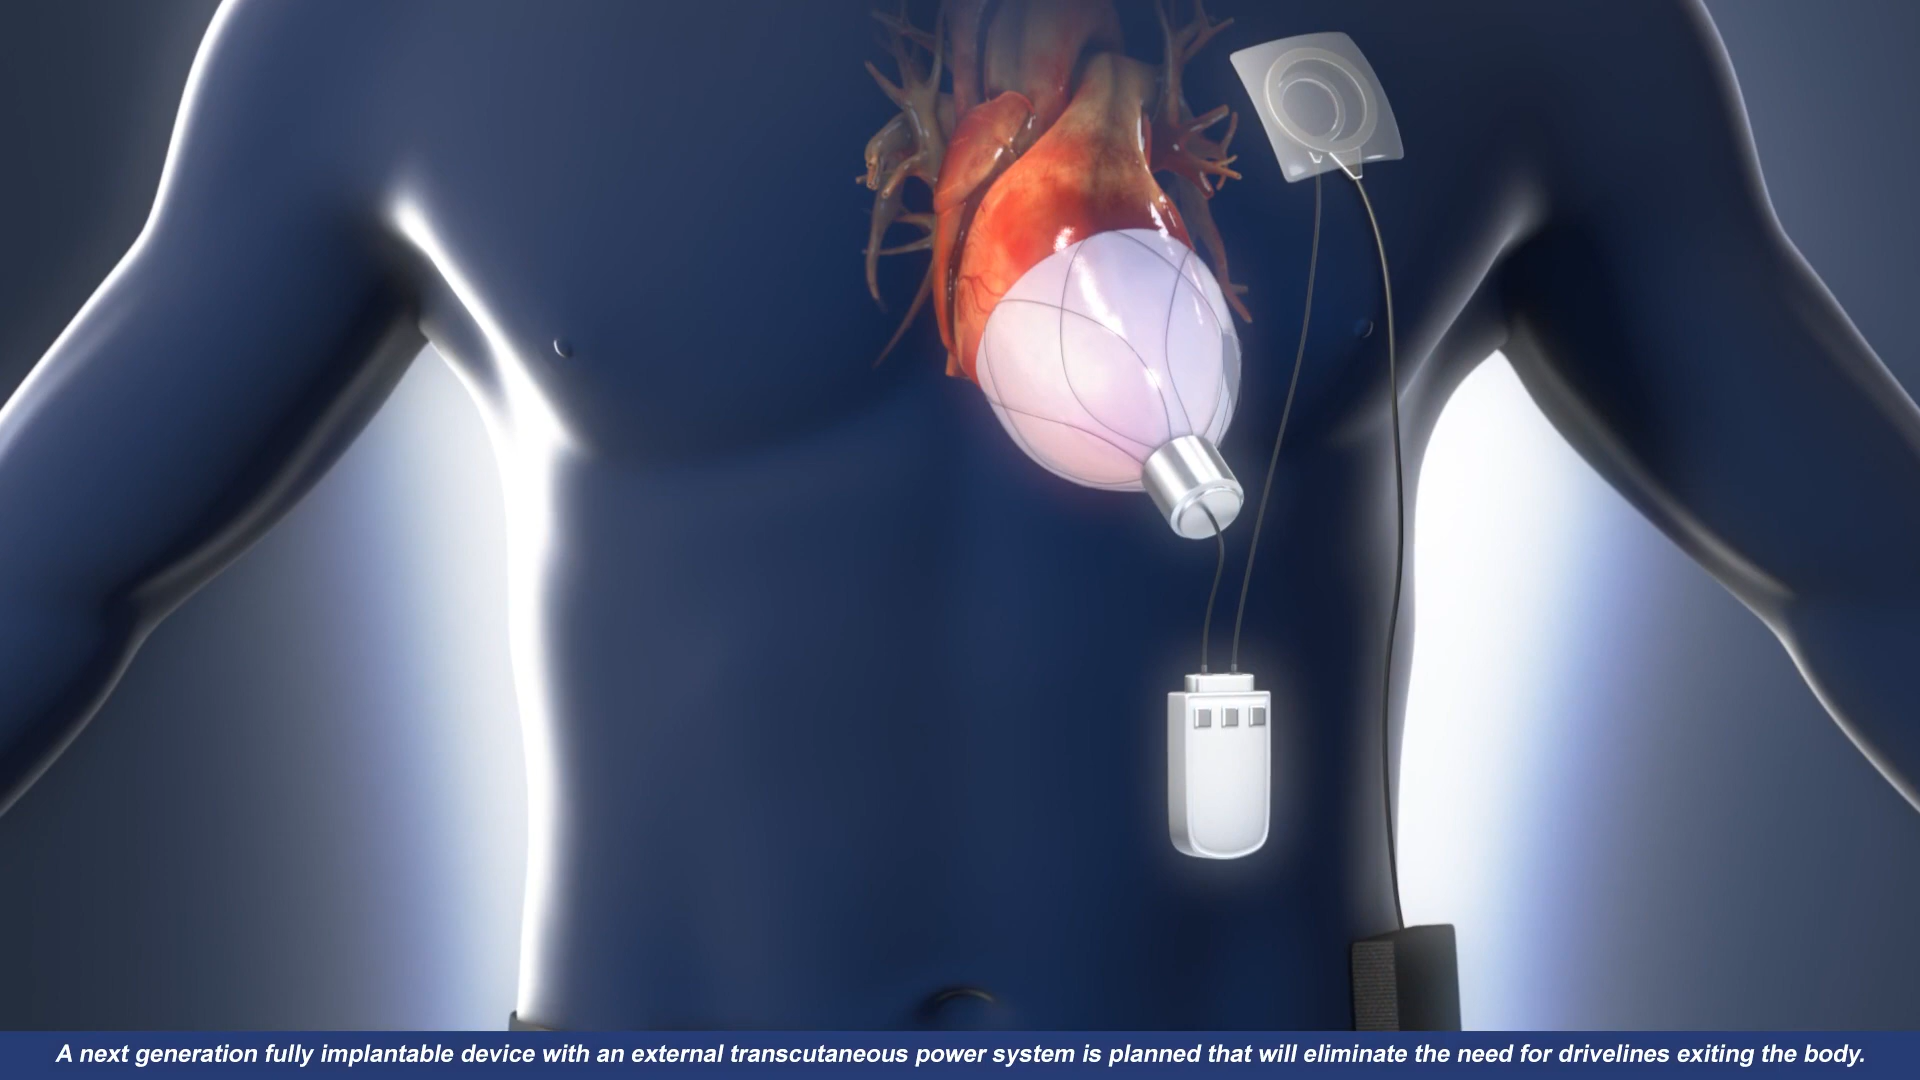 A next generation fully implantable device with an external transcutaneous power system is planned that will eliminate the need for drivelines exiting the body.